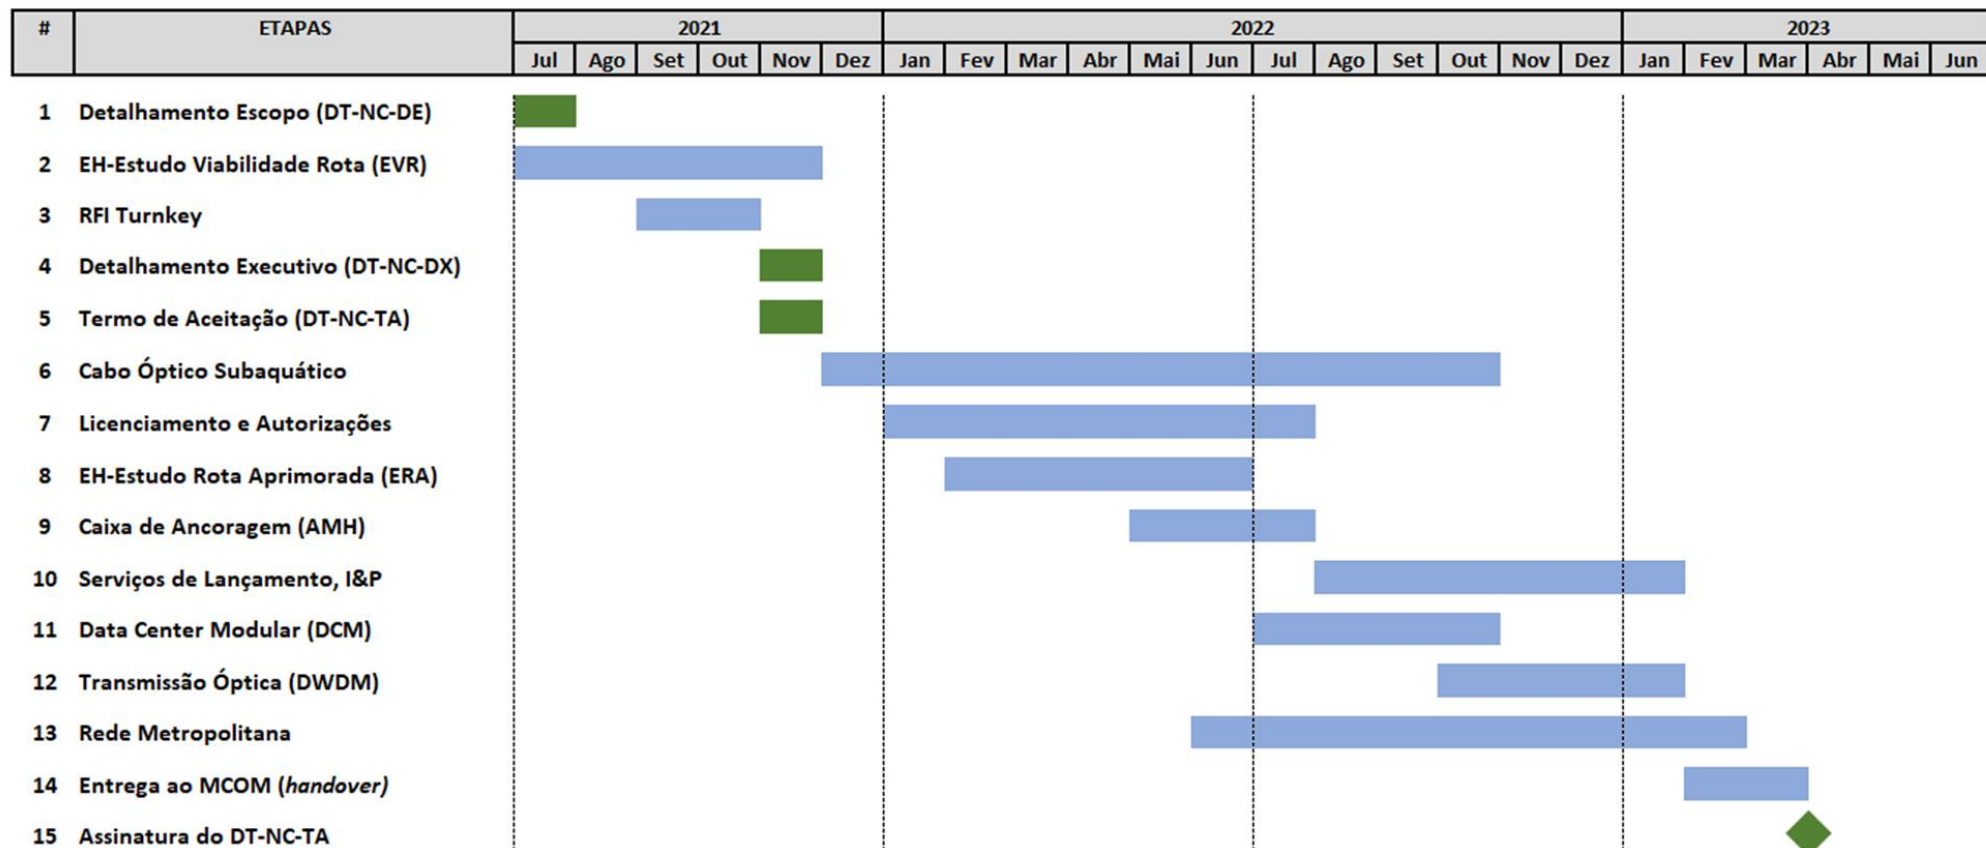 # ETAPAS 2021 2022 2023
Jul Ago Set Out Nov Dez Jan Fev Mar Abr Mai Jun Jul Ago Set Out Nov Dez Jan Fev Mar Abr Mai Jun
1 Detalhamento Escopo (DT-NC-DE)
2 EH-Estudo Viabilidade Rota (EVR)
3 RFI Turnkey
4 Detalhamento Executivo (DT-NC-DX)
5 Termo de Aceitação (DT-NC-TA)
6 Cabo Óptico Subaquático
7 Licenciamento e Autorizações
8 EH-Estudo Rota Aprimorada (ERA)
9 Caixa de Ancoragem (AMH)
10 Serviços de Lançamento, I&P
11 Data Center Modular (DCM)
12 Transmissão Óptica (DWDM)
13 Rede Metropolitana
14 Entrega ao MCOM (handover)
15 Assinatura do DT-NC-TA